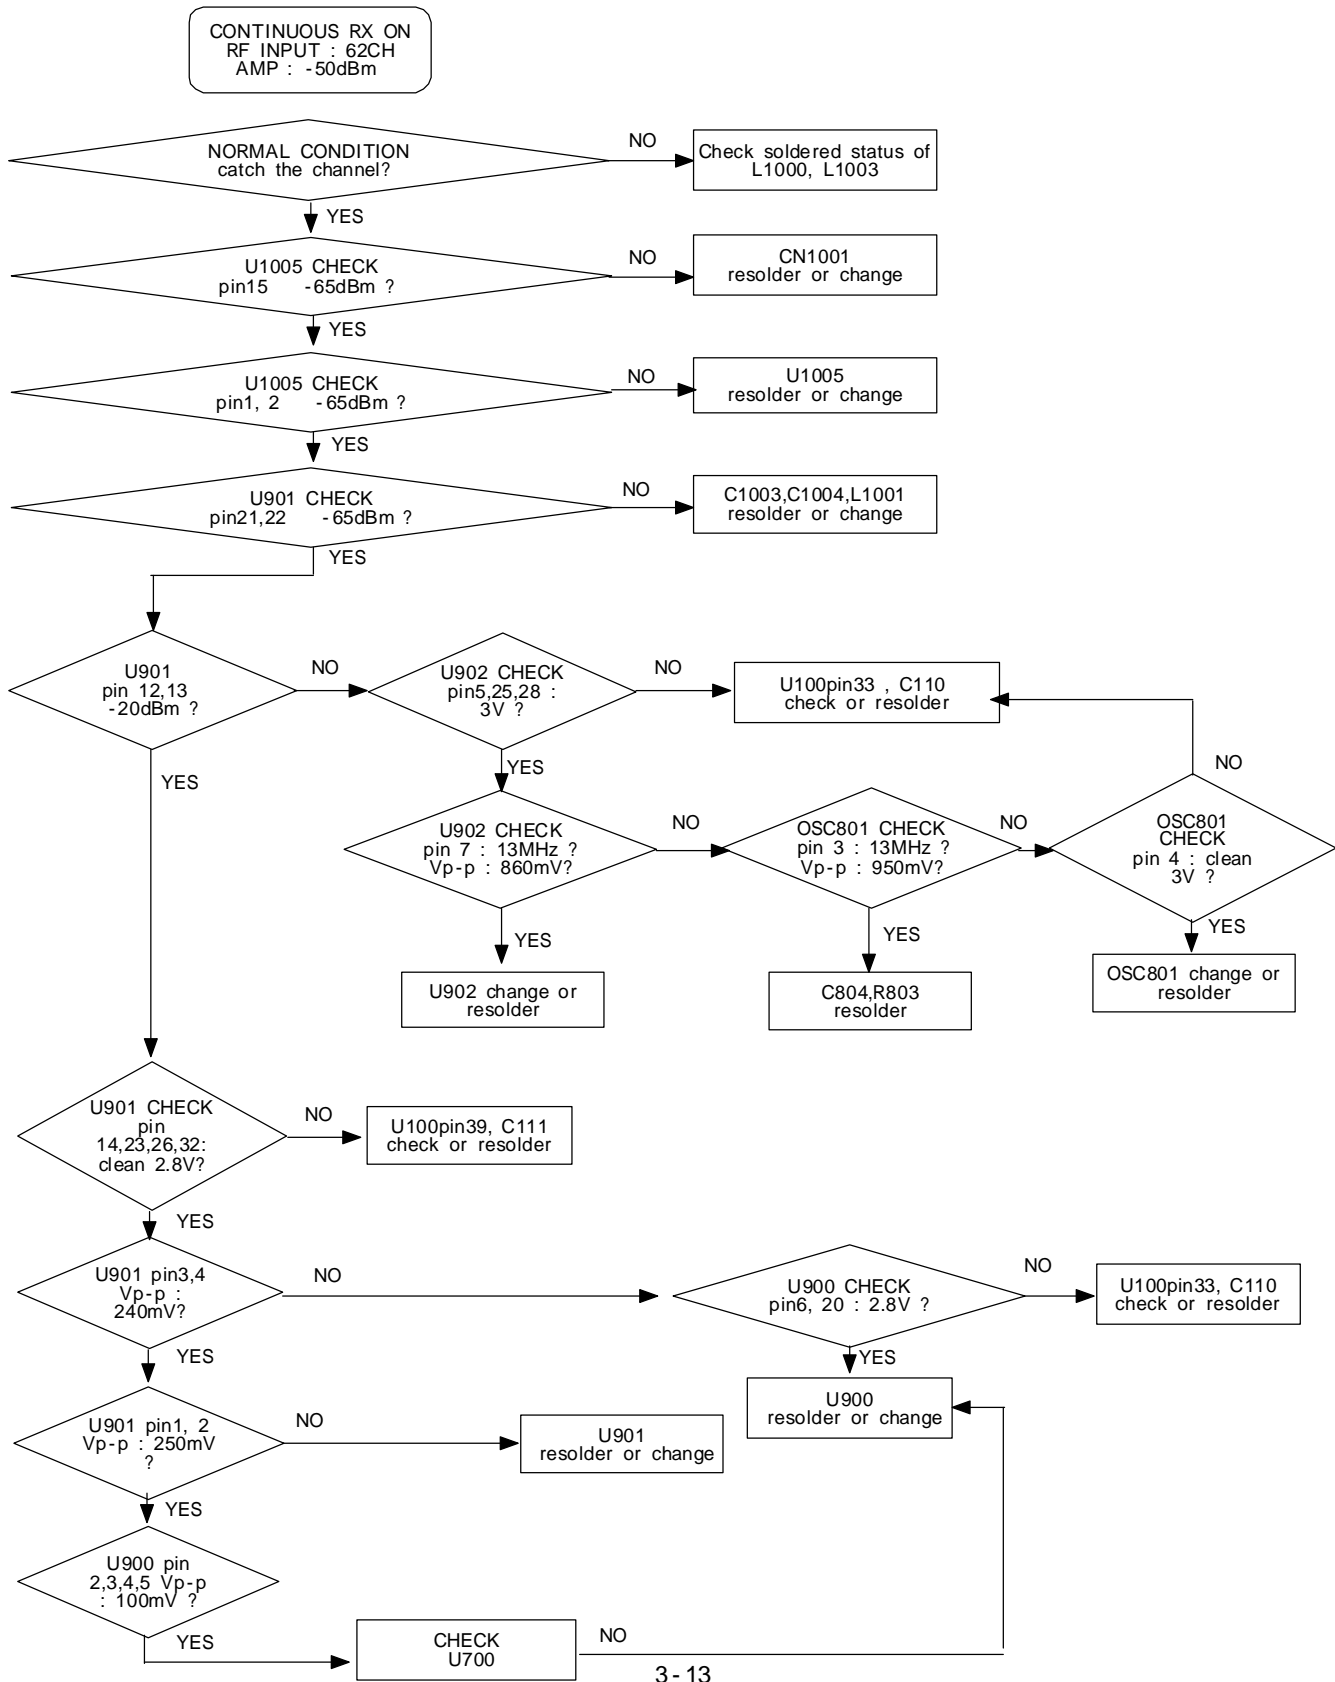 CONTINUOUS RX ON
RF INPUT : 62CH
AMP : -50dBm
NORMAL CONDITION
catch the channel?
NO
Check soldered status of
L1000, L1003
YES
U1005 CHECK
pin15 -65dBm ?
NO
CN1001
resolder or change
YES
U1005 CHECK
pin1, 2 -65dBm ?
NO
U1005
resolder or change
YES
U901 CHECK
pin21,22 -65dBm ?
NO
C1003,C1004,L1001
resolder or change
YES
U901
pin 12,13
-20dBm ?
NO
U902 CHECK
pin5,25,28 :
3V ?
NO
U100pin33 , C110
check or resolder
YES
YES
U902 CHECK
pin 7 : 13MHz ?
Vp-p : 860mV?
NO
OSC801 CHECK
pin 3 : 13MHz ?
Vp-p : 950mV?
NO
OSC801
CHECK
pin 4 : clean
3V ?
NO
YES
U902 change or
resolder
YES
C804,R803
resolder
YES
OSC801 change or
resolder
U901 CHECK
pin
14,23,26,32:
clean 2.8V?
NO
U100pin39, C111
check or resolder
YES
U901 pin3,4
Vp-p :
240mV?
NO
U900 CHECK
pin6, 20 : 2.8V ?
NO
U100pin33, C110
check or resolder
YES
YES
U900
resolder or change
U901 pin1, 2
Vp-p : 250mV
?
NO
U901
resolder or change
YES
U900 pin
2,3,4,5 Vp-p
: 100mV ?
YES
CHECK
U700
NO
3-13